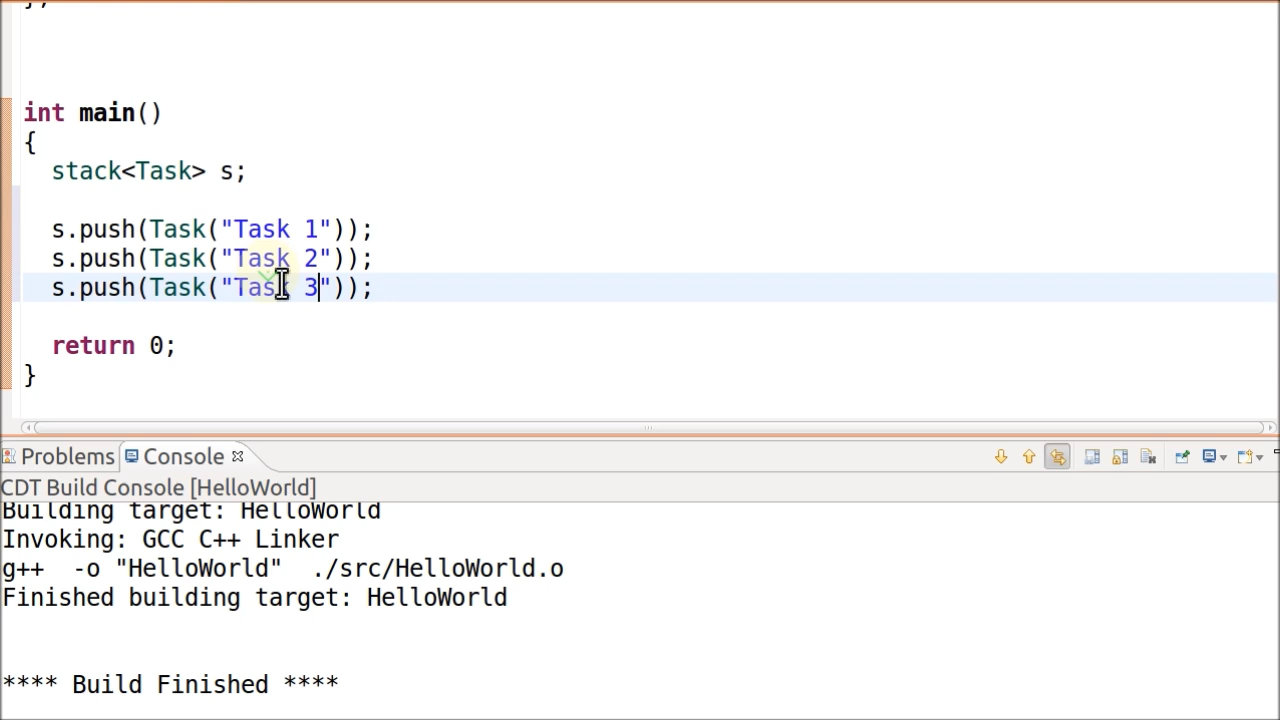 };
int main()
{
  stack<Task> s;
  s.push(Task("Task 1"));
  s.push(Task("Task 2"));
  s.push(Task("Task 3"));
  return 0;
}
Problems Console
CDT Build Console [HelloWorld]
Building target: HelloWorld
Invoking: GCC C++ Linker
g++  -o "HelloWorld"  ./src/HelloWorld.o
Finished building target: HelloWorld
**** Build Finished ****